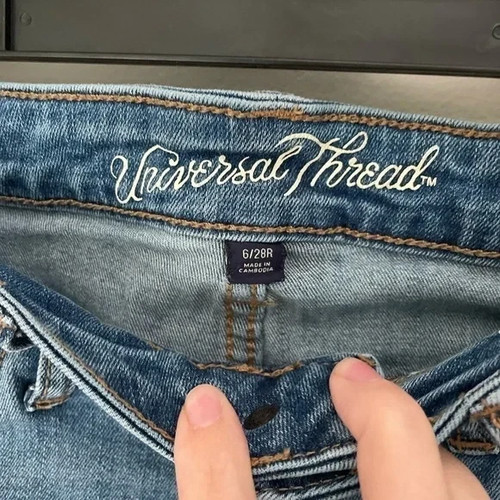 Universal Thread™
6/28R
MADE IN
CAMBODIA